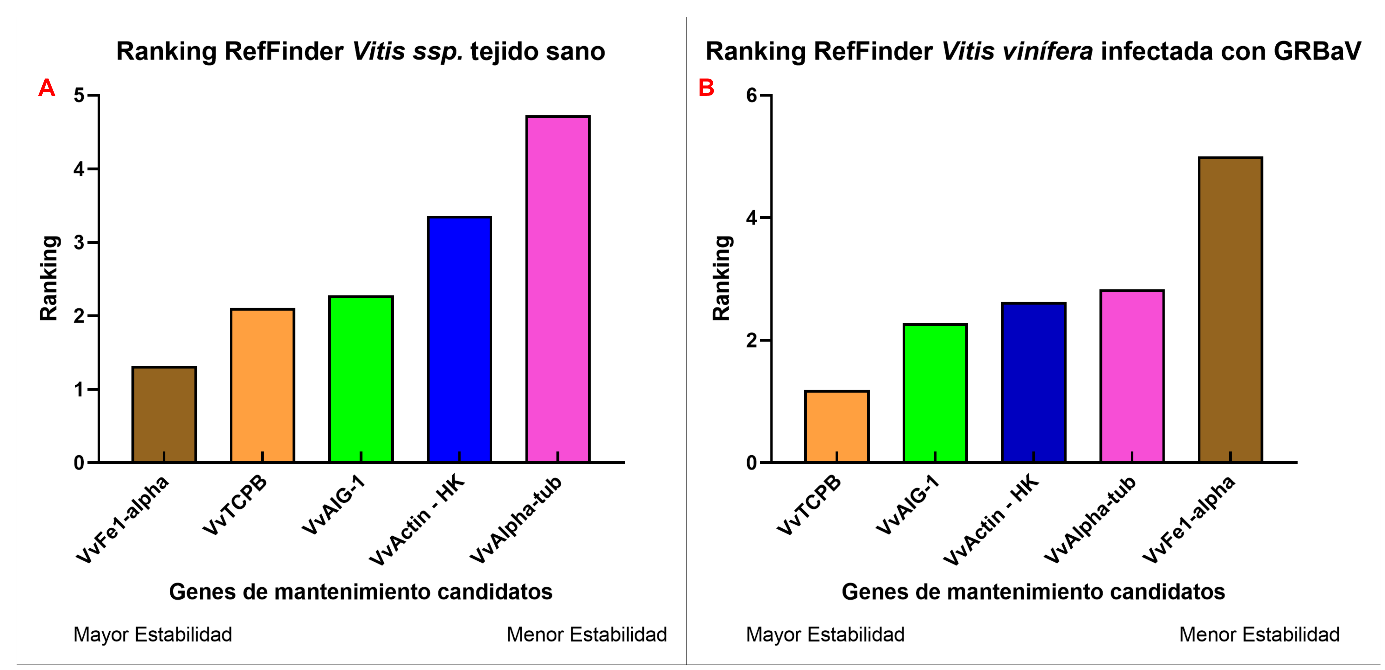 Ranking RefFinder Vitis ssp. tejido sano
A
5
4
3
2
1
0
Ranking
VvFe1-alpha
VvTCPB
VvAIG-1
VvActin - HK
VvAlpha-tub
Genes de mantenimiento candidatos
Mayor Estabilidad
Menor Estabilidad
Ranking RefFinder Vitis vinífera infectada con GRBaV
B
6
4
2
0
Ranking
VvTCPB
VvAIG-1
VvActin - HK
VvAlpha-tub
VvFe1-alpha
Genes de mantenimiento candidatos
Mayor Estabilidad
Menor Estabilidad